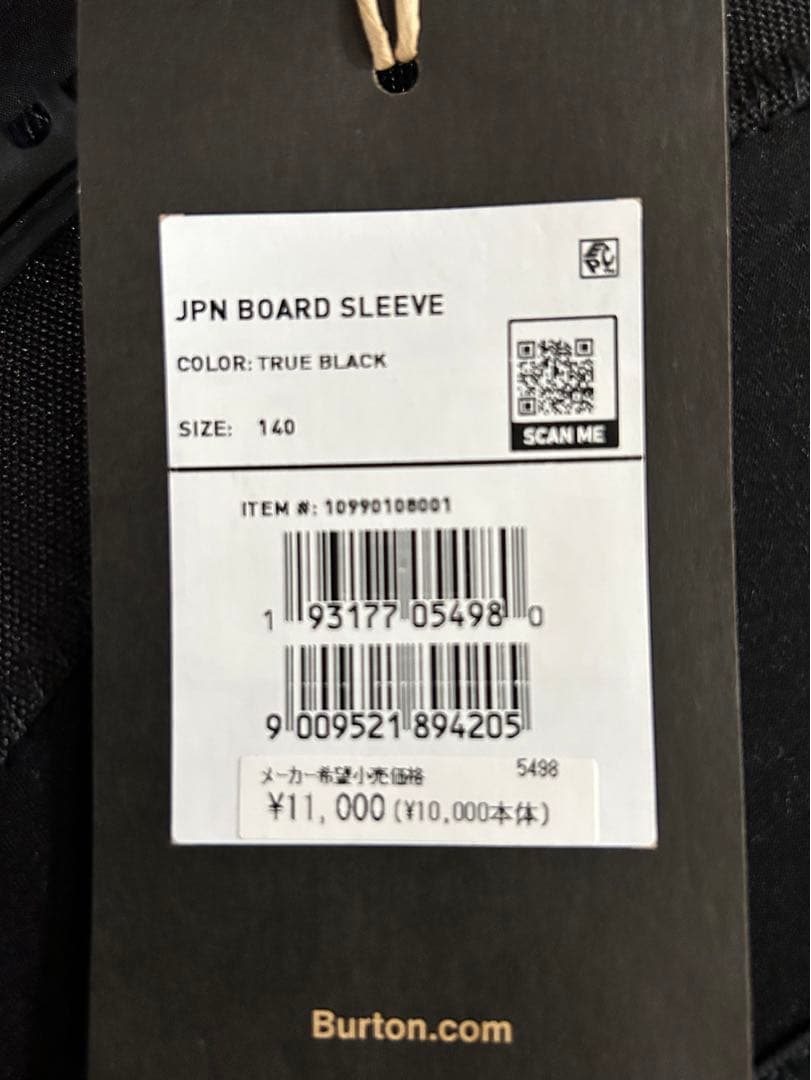 JPN BOARD SLEEVE
COLOR: TRUE BLACK
SIZE: 140
SCAN ME
ITEM #: 10990108001
1 93177 05498 0
9 009521 894205
メーカー希望小売価格 5498
¥11,000 (¥10,000本体)
Burton.com